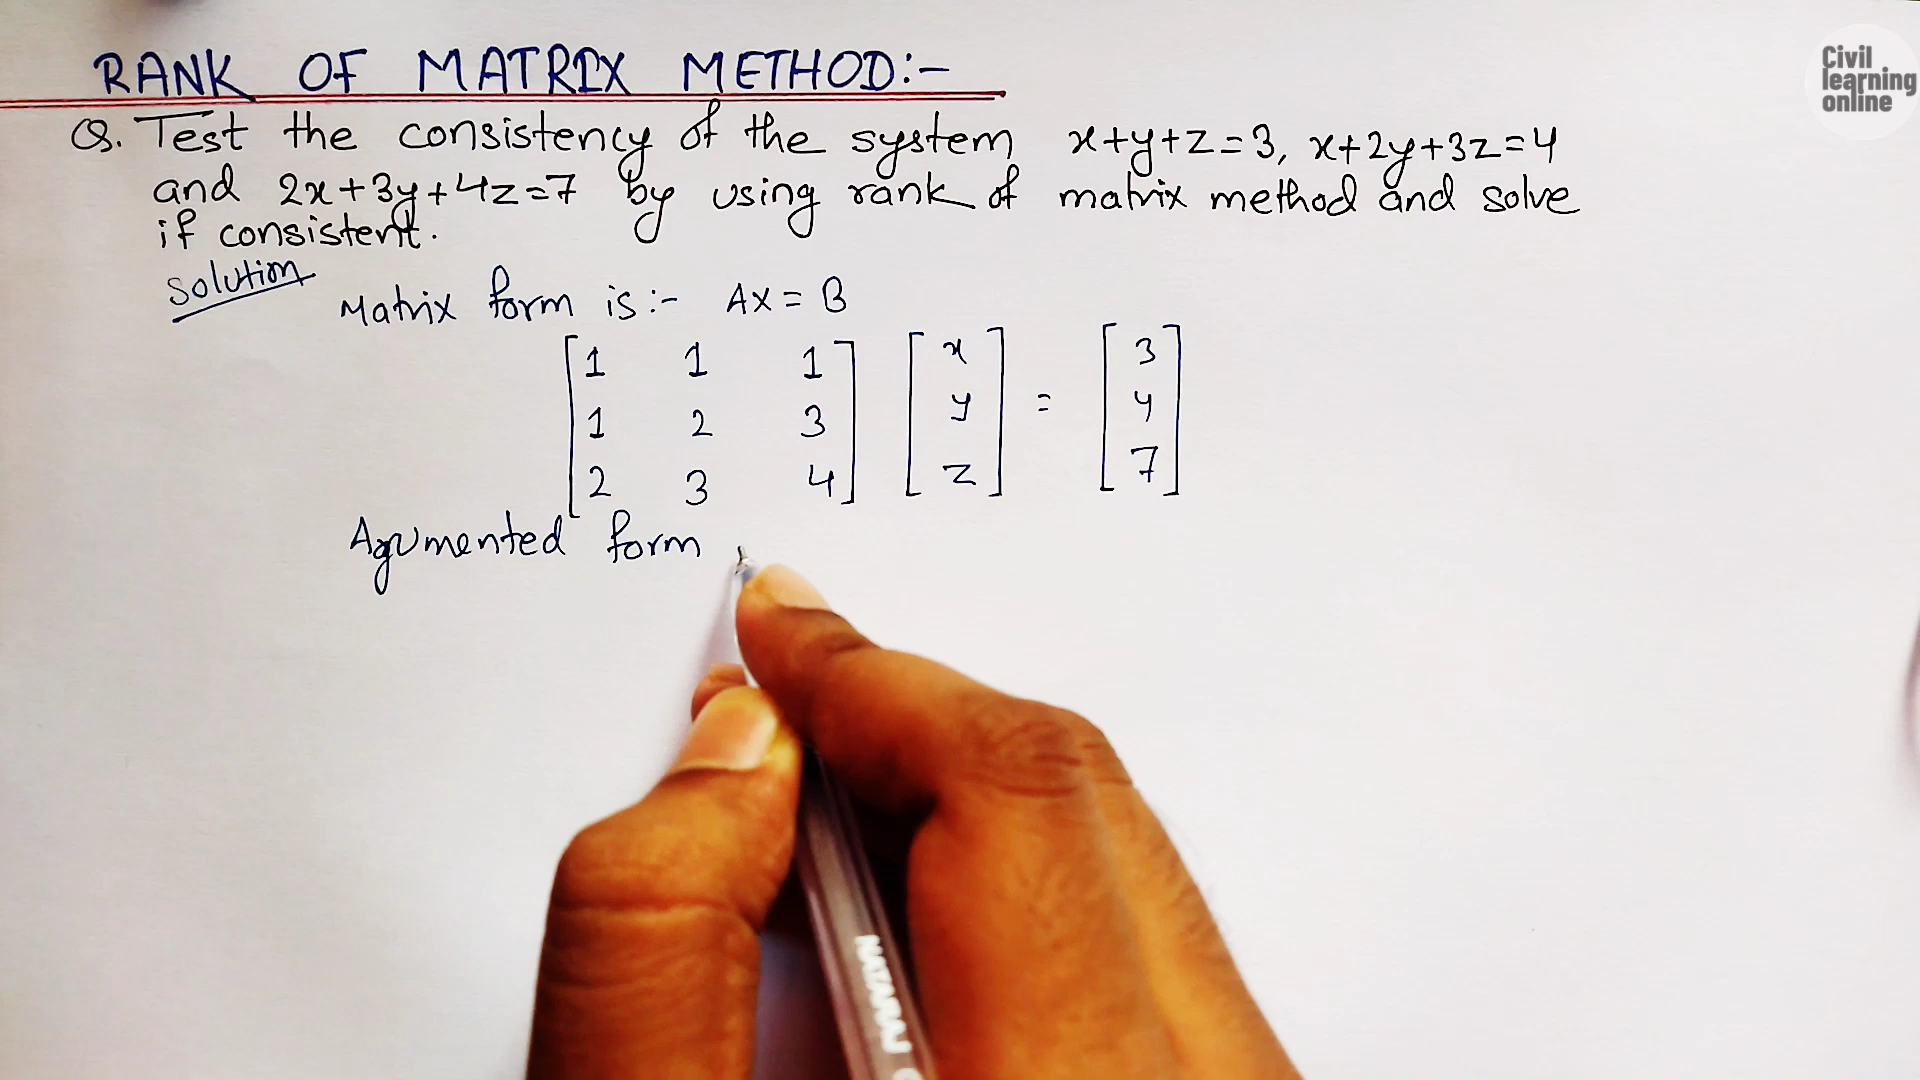 RANK OF MATRIX METHOD:-
Civil
learning
online
Q. Test the consistency of the system x+y+z=3, x+2y+3z=4
and 2x+3y+4z=7 by using rank of matrix method and solve
if consistent.
Solution
Matrix form is:- AX = B
[1 1 1] [x] = [3]
[1 2 3] [y] [4]
[2 3 4] [z] [7]
Agumented form
NATARAJ